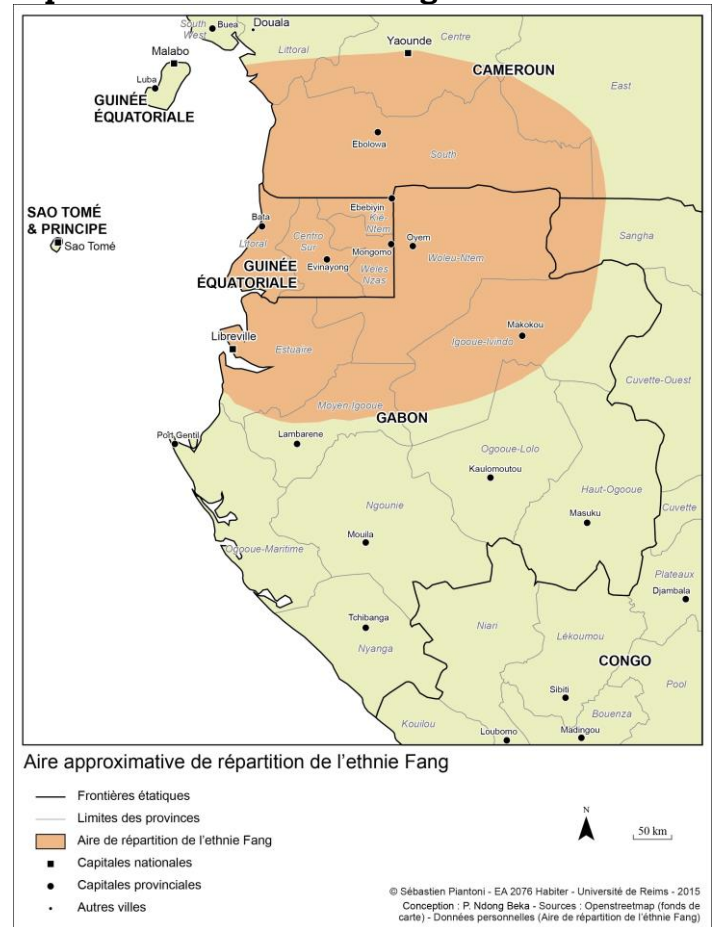 South
West
Buea
Douala
Littoral
Yaounde
Centre
Malabo
CAMEROUN
Luba
East
GUINÉE
ÉQUATORIALE
Ebolowa
South
SAO TOMÉ
& PRINCIPE
Sao Tomé
Ebebiyin
Kié-
Ntem
Bata
Litoral
Centro
Sur
Mongomo
Oyem
Woleu-Ntem
Sangha
Evinayong
Weles
Nzas
GUINÉE
ÉQUATORIALE
Libreville
Estuaire
Makokou
Igooue-Ivindo
Cuvette-Ouest
Moyen-Igooue
GABON
Port Gentil
Lambarene
Ogooue-Lolo
Kaulomoutou
Haut-Ogooue
Ngounie
Masuku
Cuvette
Mouila
Ogooue-Maritime
Plateaux
Djambala
Tchibanga
Nyanga
Niari
Lékoumou
CONGO
Pool
Sibiti
Bouenza
Kouilou
Loubomo
Madingou
Aire approximative de répartition de l'ethnie Fang
Frontières étatiques
Limites des provinces
Aire de répartition de l'ethnie Fang
Capitales nationales
Capitales provinciales
Autres villes
N
50 km
© Sébastien Piantoni - EA 2076 Habiter - Université de Reims - 2015
Conception : P. Ndong Beka - Sources : Openstreetmap (fonds de
carte) - Données personnelles (Aire de répartition de l'éthnie Fang)